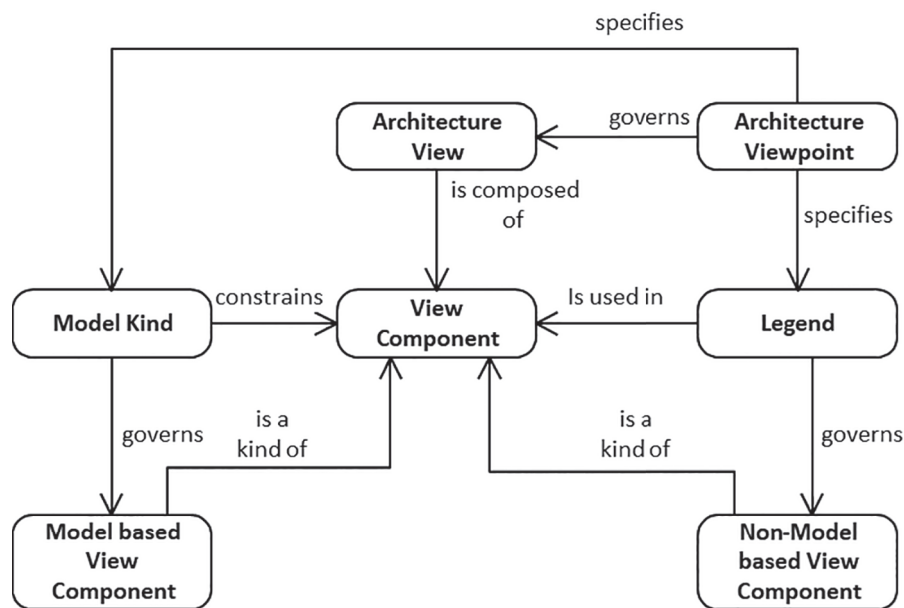 specifies
Architecture
View
governs
Architecture
Viewpoint
is composed
of
specifies
Model Kind
constrains
View
Component
Is used in
Legend
governs
is a
kind of
is a
kind of
governs
Model based
View
Component
Non-Model
based View
Component